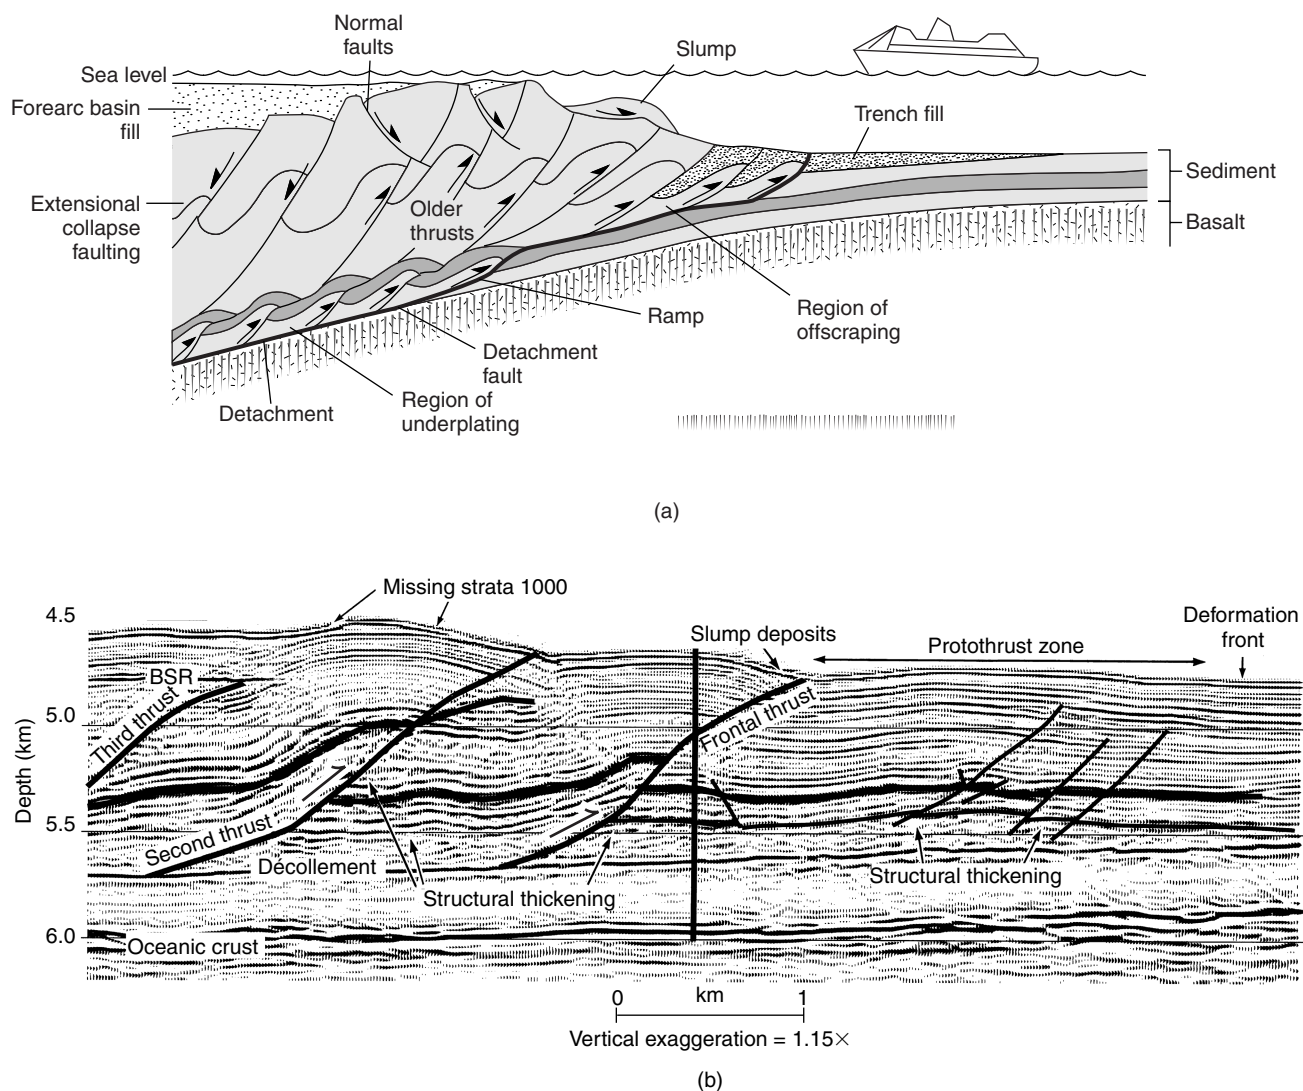 Normal
faults
Slump
Sea level
Forearc basin
fill
Trench fill
Sediment
Extensional
collapse
faulting
Older
thrusts
Basalt
Ramp
Region of
offscraping
Detachment
fault
Detachment
Region of
underplating
(a)
Missing strata 1000
4.5
Slump deposits
Protothrust zone
Deformation
front
BSR
Third thrust
5.0
Frontal thrust
Depth (km)
5.5
Second thrust
Décollement
Structural thickening
Structural thickening
6.0
Oceanic crust
0 km 1
Vertical exaggeration = 1.15×
(b)